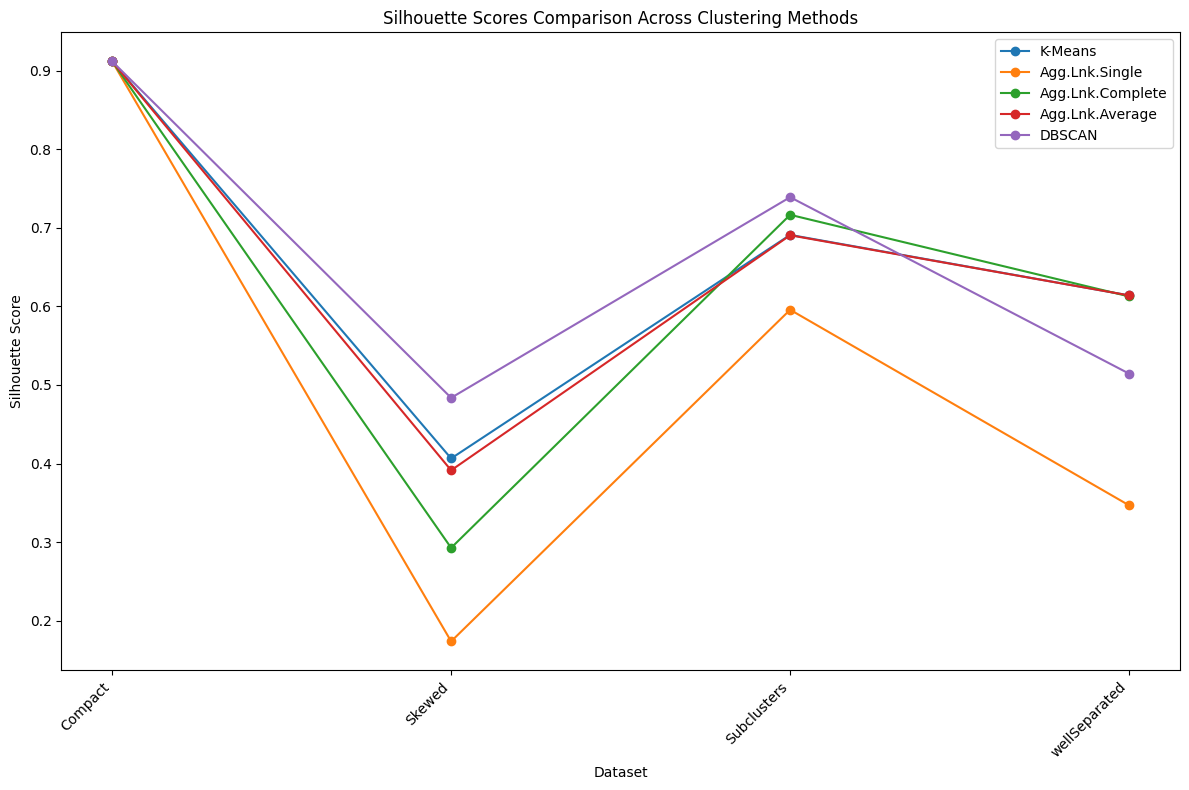 Silhouette Scores Comparison Across Clustering Methods
K-Means
Agg.Lnk.Single
Agg.Lnk.Complete
Agg.Lnk.Average
DBSCAN
Silhouette Score
0.9
0.8
0.7
0.6
0.5
0.4
0.3
0.2
Compact
Skewed
Subclusters
wellSeparated
Dataset